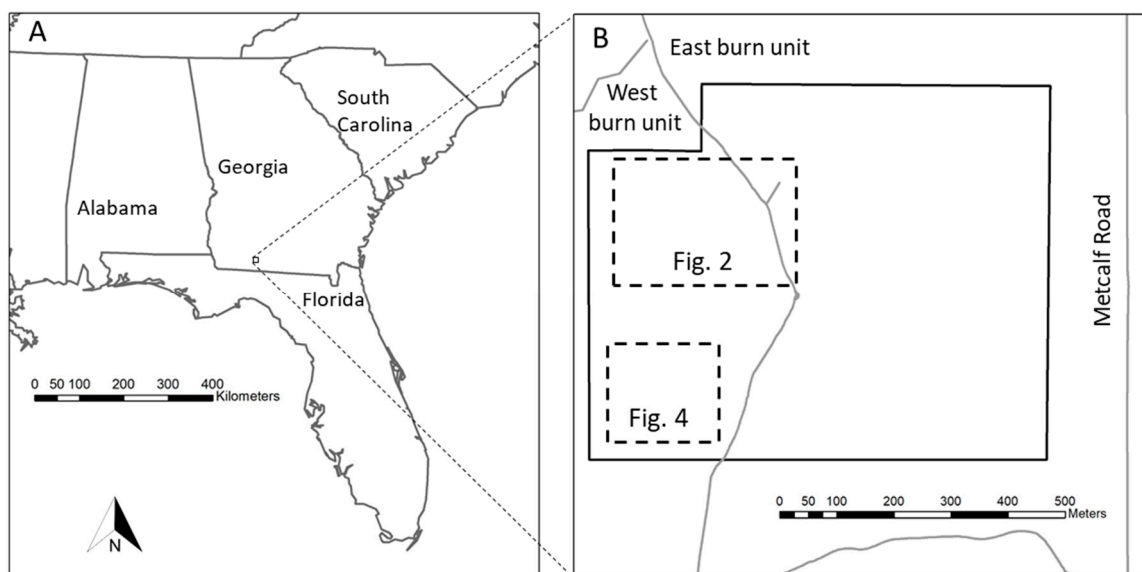 A
South
Carolina
Georgia
Alabama
Florida
0 50 100 200 300 400
Kilometers
N
B
East burn unit
West
burn unit
Fig. 2
Fig. 4
Metcalf Road
0 50 100 200 300 400 500
Meters